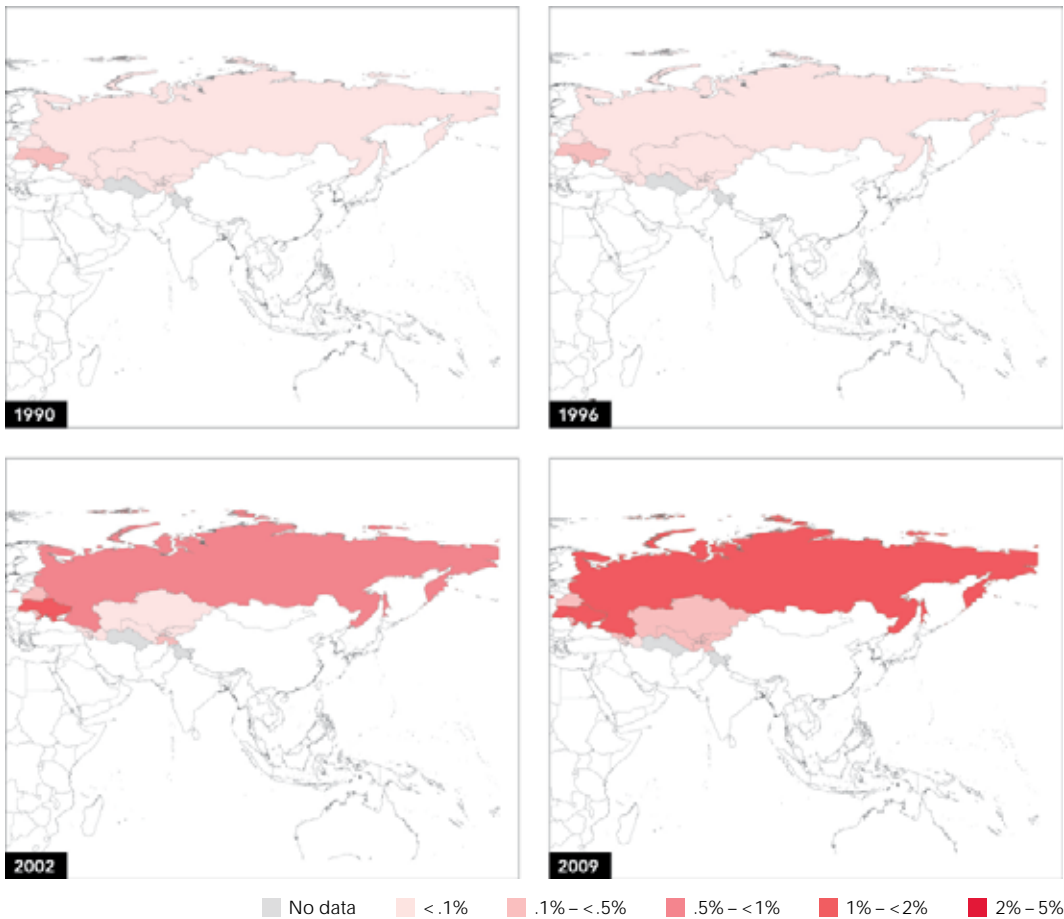 1990
1996
2002
2009
No data < .1% .1% – < .5% .5% – < 1% 1% – < 2% 2% – 5%